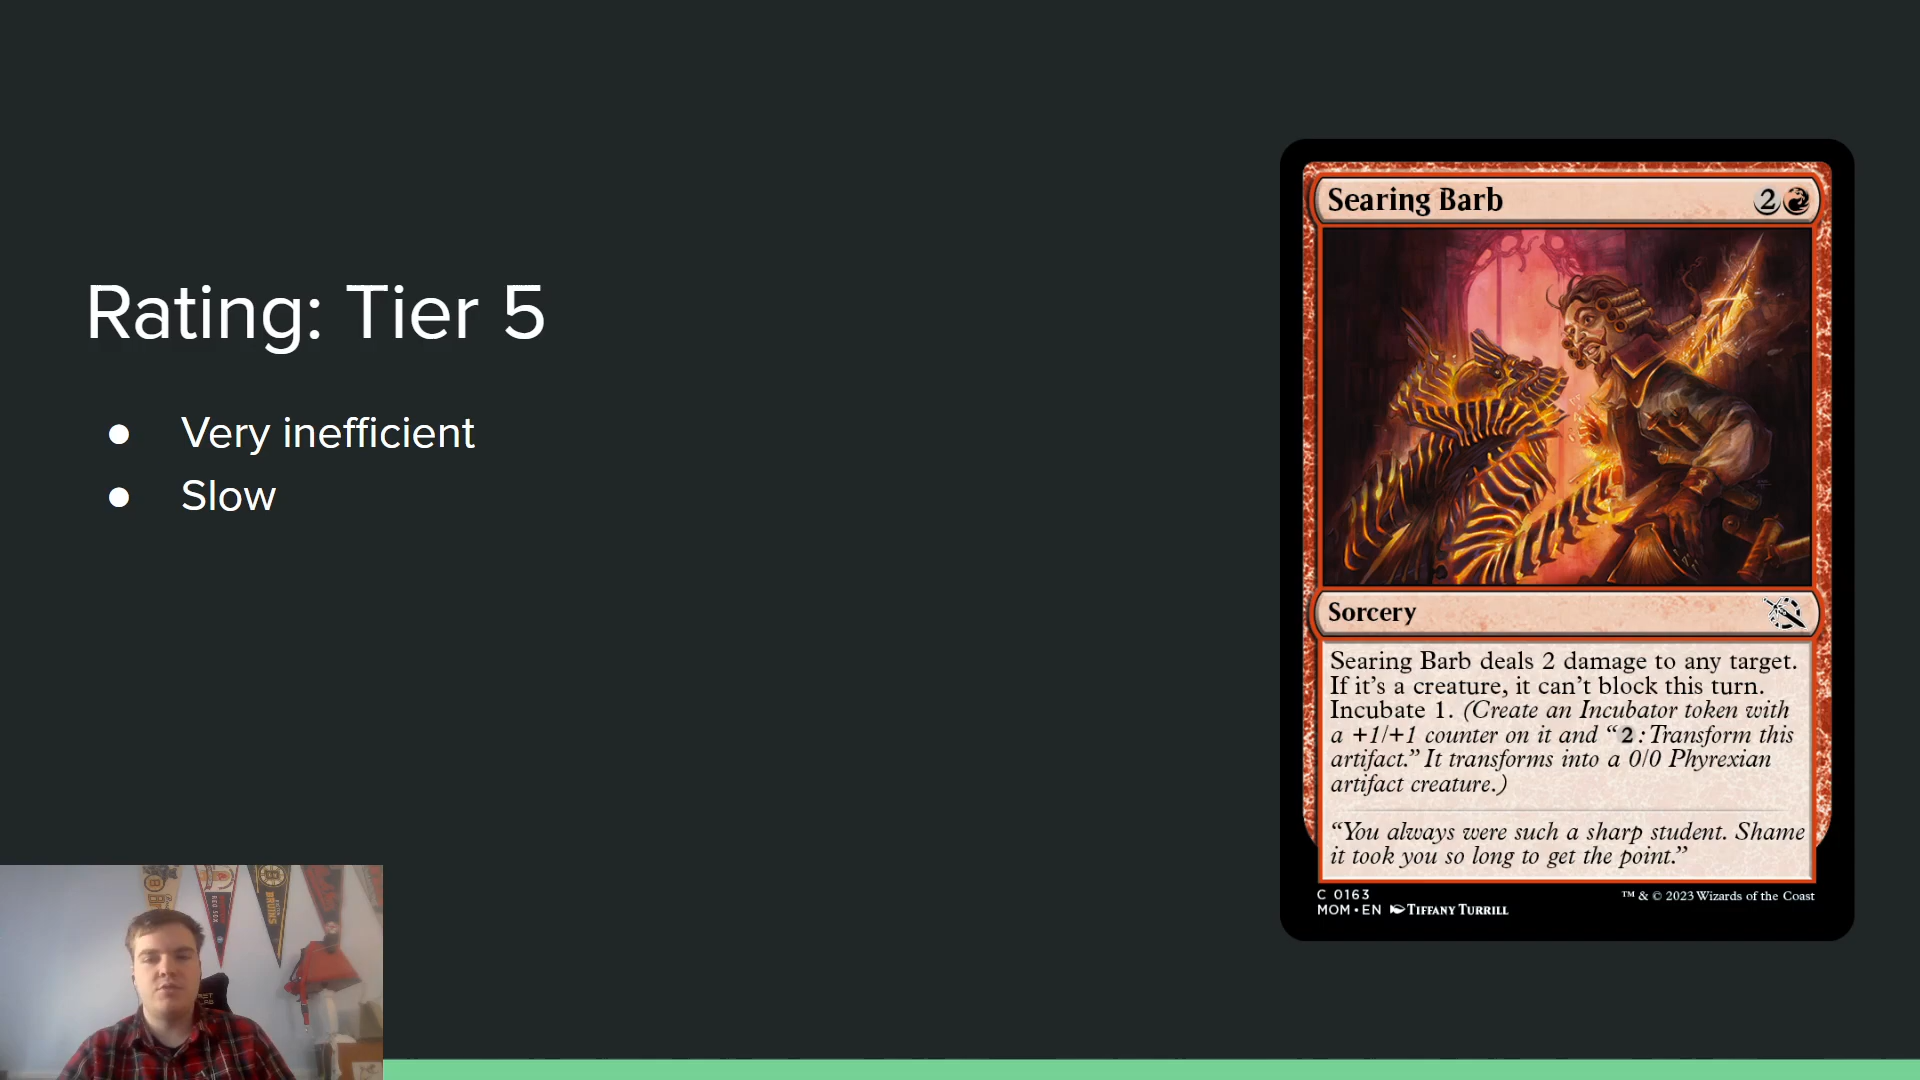 Rating: Tier 5
● Very inefficient
● Slow
Searing Barb 2
Sorcery
Searing Barb deals 2 damage to any target.
If it's a creature, it can't block this turn.
Incubate 1. (Create an Incubator token with
a +1/+1 counter on it and “2: Transform this
artifact.” It transforms into a 0/0 Phyrexian
artifact creature.)
“You always were such a sharp student. Shame
it took you so long to get the point.”
C 0163
MOM • EN TIFFANY TURRILL
™ & © 2023 Wizards of the Coast
RED SOX
BRUINS